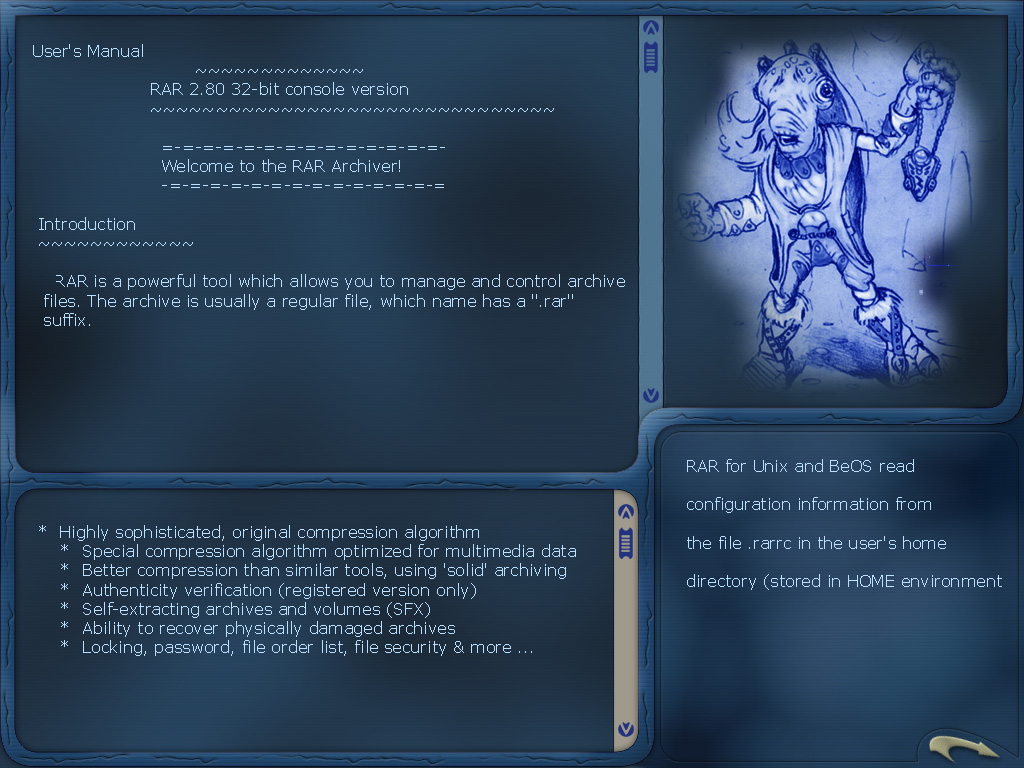 User's Manual
~~~~~~~~~~~~~
RAR 2.80 32-bit console version
~~~~~~~~~~~~~~~~~~~~~~~~~~~~~~~
=-=-=-=-=-=-=-=-=-=-=-=-=-=-
Welcome to the RAR Archiver!
-=-=-=-=-=-=-=-=-=-=-=-=-=-=
Introduction
~~~~~~~~~~~~
RAR is a powerful tool which allows you to manage and control archive
files. The archive is usually a regular file, which name has a ".rar"
suffix.
* Highly sophisticated, original compression algorithm
* Special compression algorithm optimized for multimedia data
* Better compression than similar tools, using 'solid' archiving
* Authenticity verification (registered version only)
* Self-extracting archives and volumes (SFX)
* Ability to recover physically damaged archives
* Locking, password, file order list, file security & more ...
RAR for Unix and BeOS read
configuration information from
the file .rarrc in the user's home
directory (stored in HOME environment